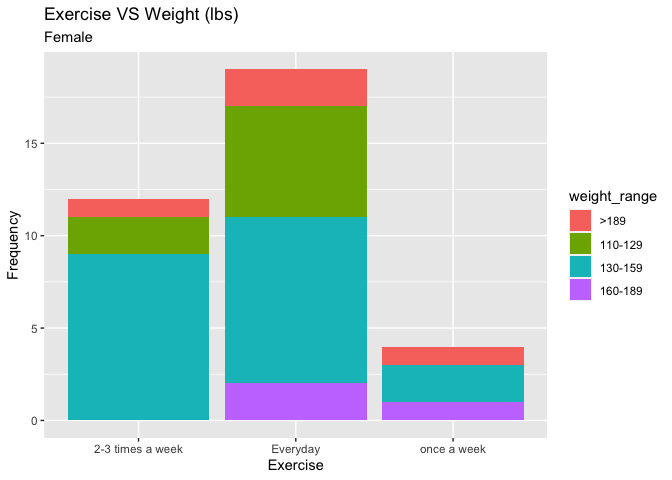 Exercise VS Weight (lbs)
Female
Frequency
15
10
5
0
2-3 times a week
Everyday
once a week
Exercise
weight_range
>189
110-129
130-159
160-189